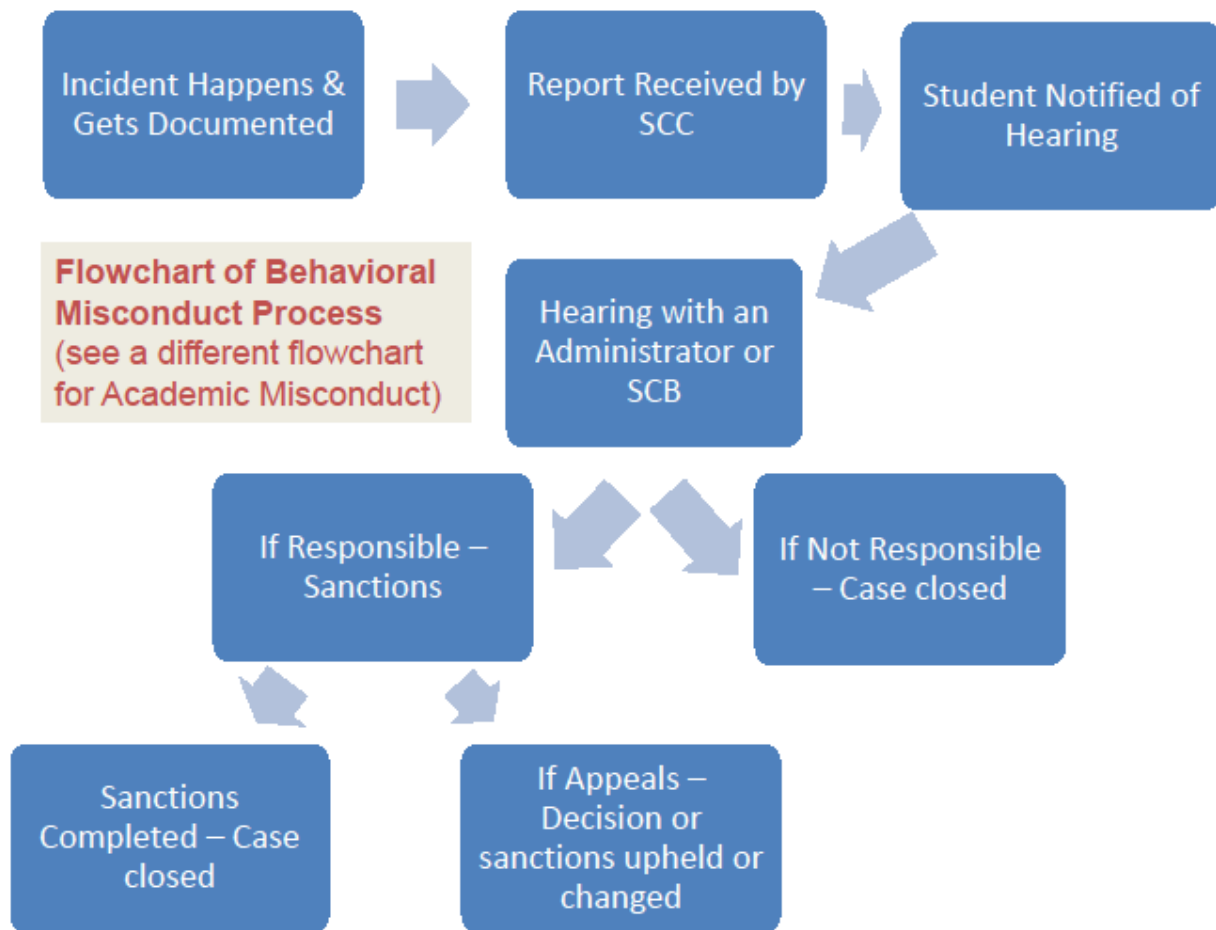 Incident Happens &
Gets Documented
Report Received by
SCC
Student Notified of
Hearing
Flowchart of Behavioral
Misconduct Process
(see a different flowchart
for Academic Misconduct)
Hearing with an
Administrator or
SCB
If Responsible –
Sanctions
If Not Responsible
– Case closed
Sanctions
Completed – Case
closed
If Appeals –
Decision or
sanctions upheld or
changed